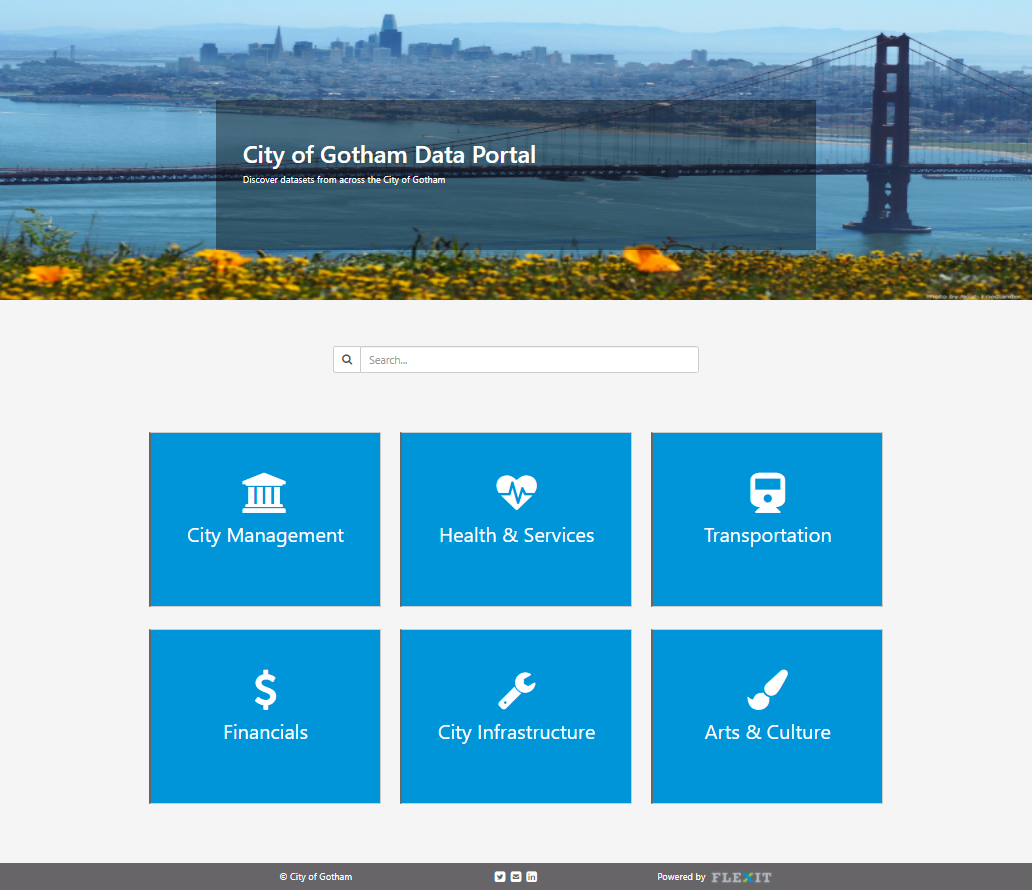 City of Gotham Data Portal
Discover datasets from across the City of Gotham
Search...
City Management
Health & Services
Transportation
Financials
City Infrastructure
Arts & Culture
© City of Gotham
Powered by FLEXIT